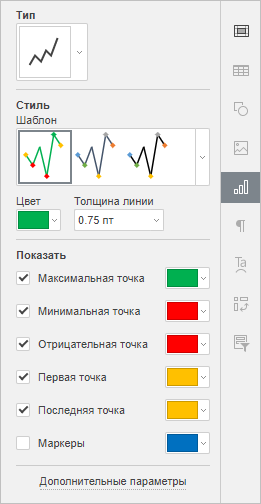 Тип
Стиль
Шаблон
Цвет Толщина линии
0.75 пт
Показать
Максимальная точка
Минимальная точка
Отрицательная точка
Первая точка
Последняя точка
Маркеры
Дополнительные параметры